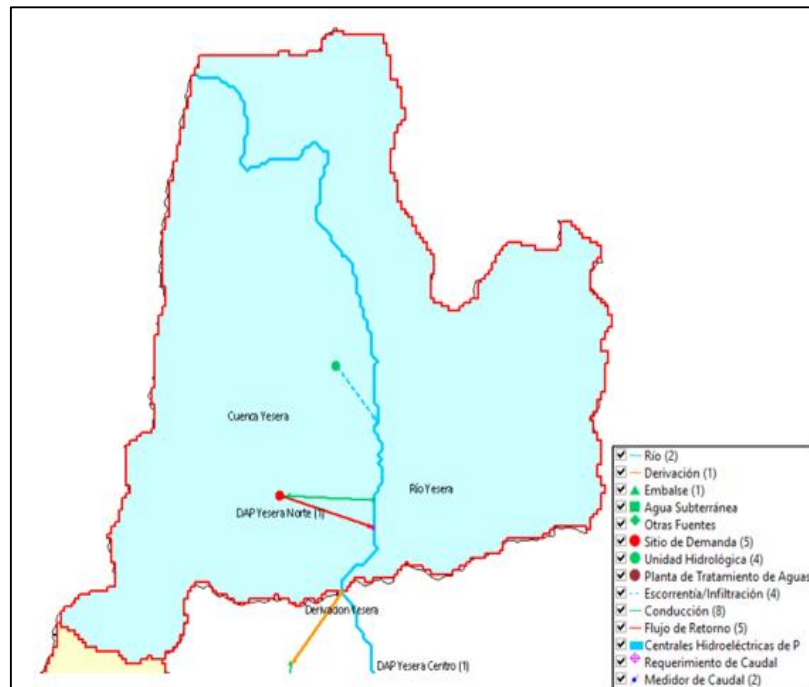 Cuenca Yesera
Río Yesera
DAP Yesera Norte (1)
Derivadon Yesera
DAP Yesera Centro (1)
Río (2)
Derivación (1)
Embalse (1)
Agua Subterránea
Otras Fuentes
Sitio de Demanda (5)
Unidad Hidrológica (4)
Planta de Tratamiento de Aguas
Escorrentía/Infiltración (4)
Conducción (8)
Flujo de Retorno (5)
Centrales Hidroeléctricas de P
Requerimiento de Caudal
Medidor de Caudal (2)